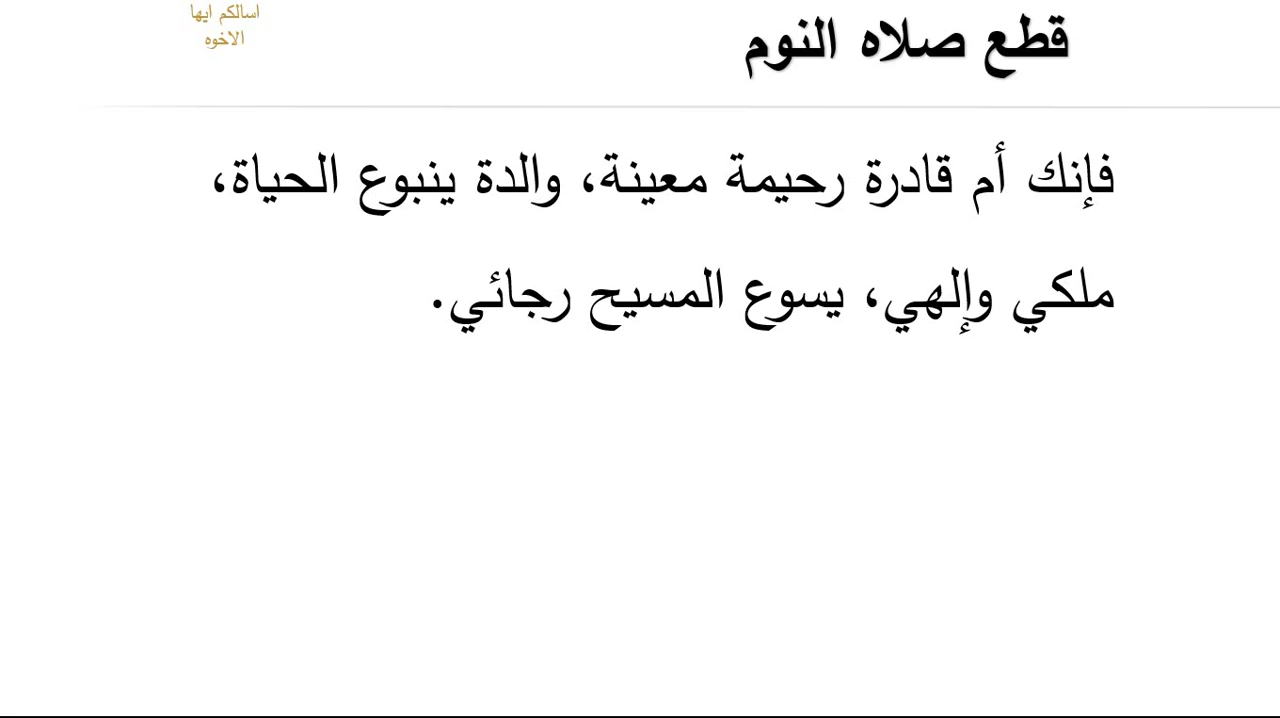 اسالكم ايها
الاخوه
قطع صلاه النوم
فإنك أم قادرة رحيمة معينة، والدة ينبوع الحياة،
ملكي وإلهي، يسوع المسيح رجائي.